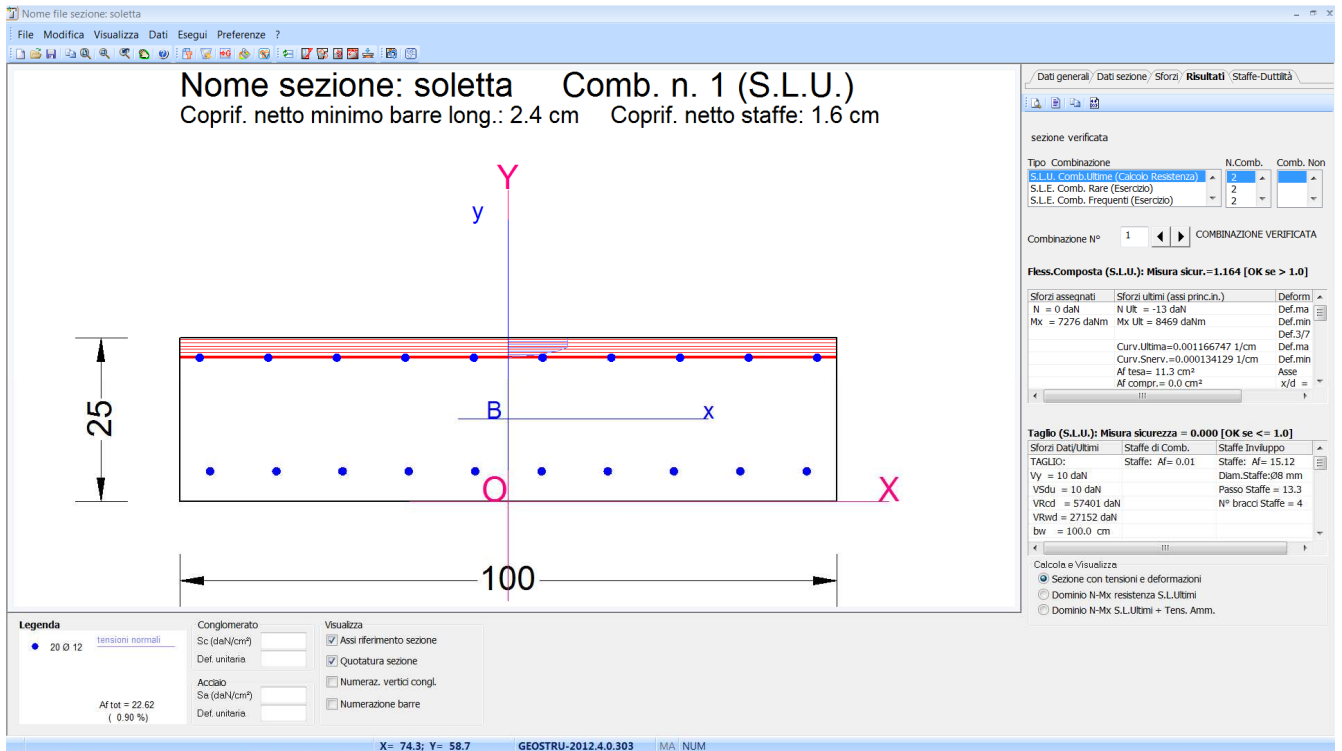 Nome file sezione: soletta
File Modifica Visualizza Dati Esegui Preferenze ?
Nome sezione: soletta Comb. n. 1 (S.L.U.)
Coprif. netto minimo barre long.: 2.4 cm Coprif. netto staffe: 1.6 cm
Y
y
B
x
O
X
25
100
Dati generali Dati sezione Sforzi Risultati Staffe-Duttilità
sezione verificata
Tipo Combinazione N.Comb. Comb. Non
S.L.U. Comb.Ultime (Calcolo Resistenza) 2
S.L.E. Comb. Rare (Esercizio) 2
S.L.E. Comb. Frequenti (Esercizio) 2
Combinazione N° 1 COMBINAZIONE VERIFICATA
Fless.Composta (S.L.U.): Misura sicur.=1.164 [OK se > 1.0]
Sforzi assegnati Sforzi ultimi (assi princ.in.) Deform
N = 0 daN N Ult = -13 daN Def.ma
Mx = 7276 daNm Mx Ult = 8469 daNm Def.min
Def.3/7
Curv.Ultima=0.001166747 1/cm Def.ma
Curv.Snerv.=0.000134129 1/cm Def.min
Af tesa= 11.3 cm² Asse
Af compr.= 0.0 cm² x/d =
Taglio (S.L.U.): Misura sicurezza = 0.000 [OK se <= 1.0]
Sforzi Dati/Ultimi Staffe di Comb. Staffe Inviluppo
TAGLIO: Staffe: Af= 0.01 Staffe: Af= 15.12
Vy = 10 daN Diam.Staffe:Ø8 mm
VSdu = 10 daN Passo Staffe = 13.3
VRcd = 57401 daN N° bracci Staffe = 4
VRwd = 27152 daN
bw = 100.0 cm
Calcola e Visualizza
Sezione con tensioni e deformazioni
Dominio N-Mx resistenza S.L.Ultimi
Dominio N-Mx S.L.Ultimi + Tens. Amm.
Legenda
20 Ø 12 tensioni normali
Af tot = 22.62
( 0.90 %)
Conglomerato
Sc (daN/cm²)
Def. unitaria
Acciaio
Sa (daN/cm²)
Def. unitaria
Visualizza
Assi riferimento sezione
Quotatura sezione
Numeraz. vertici congl.
Numerazione barre
X= 74.3; Y= 58.7 GEOSTRU-2012.4.0.303 MA NUM